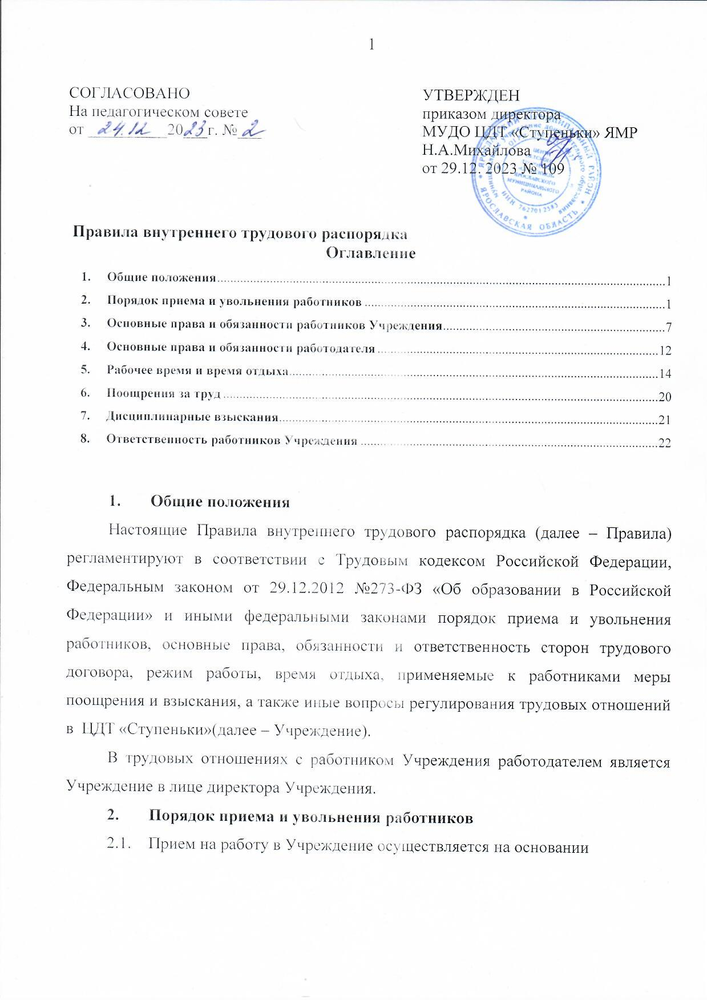 1
СОГЛАСОВАНО
На педагогическом совете
от 24.12 2023 г. № 2
УТВЕРЖДЕН
приказом директора
МУДО ЦДТ «Ступеньки» ЯМР
Н.А.Михайлова
от 29.12. 2023 № 109
ЯРОСЛАВСКАЯ ОБЛАСТЬ
ИНН 7627012583
ЯРОСЛАВСКОГО
МУНИЦИПАЛЬНОГО
РАЙОНА
Правила внутреннего трудового распорядка
Оглавление
1. Общие положения.....1
2. Порядок приема и увольнения работников.....1
3. Основные права и обязанности работников Учреждения.....7
4. Основные права и обязанности работодателя.....12
5. Рабочее время и время отдыха.....14
6. Поощрения за труд.....20
7. Дисциплинарные взыскания.....21
8. Ответственность работников Учреждения.....22
1. Общие положения
Настоящие Правила внутреннего трудового распорядка (далее – Правила)
регламентируют в соответствии с Трудовым кодексом Российской Федерации,
Федеральным законом от 29.12.2012 №273-ФЗ «Об образовании в Российской
Федерации» и иными федеральными законами порядок приема и увольнения
работников, основные права, обязанности и ответственность сторон трудового
договора, режим работы, время отдыха, применяемые к работниками меры
поощрения и взыскания, а также иные вопросы регулирования трудовых отношений
в ЦДТ «Ступеньки»(далее – Учреждение).
В трудовых отношениях с работником Учреждения работодателем является
Учреждение в лице директора Учреждения.
2. Порядок приема и увольнения работников
2.1. Прием на работу в Учреждение осуществляется на основании